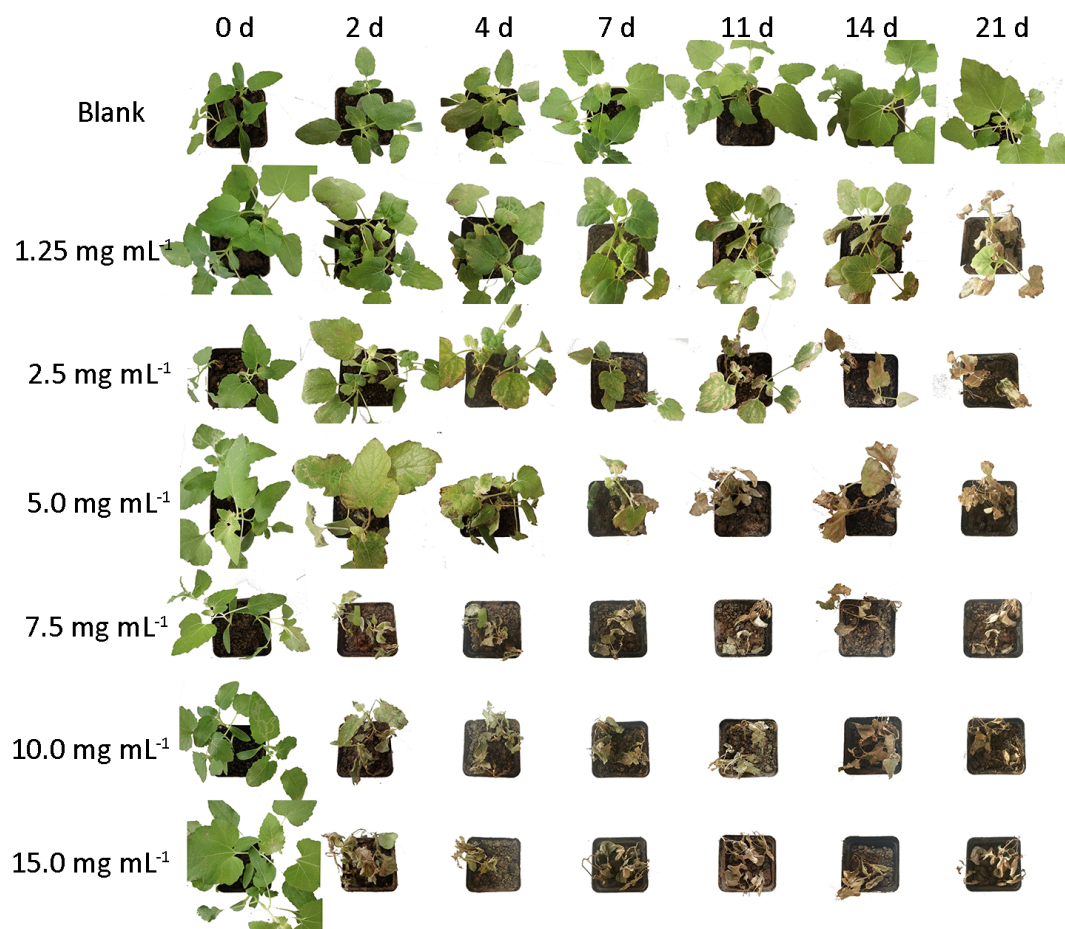 0 d 2 d 4 d 7 d 11 d 14 d 21 d
Blank
1.25 mg mL⁻¹
2.5 mg mL⁻¹
5.0 mg mL⁻¹
7.5 mg mL⁻¹
10.0 mg mL⁻¹
15.0 mg mL⁻¹